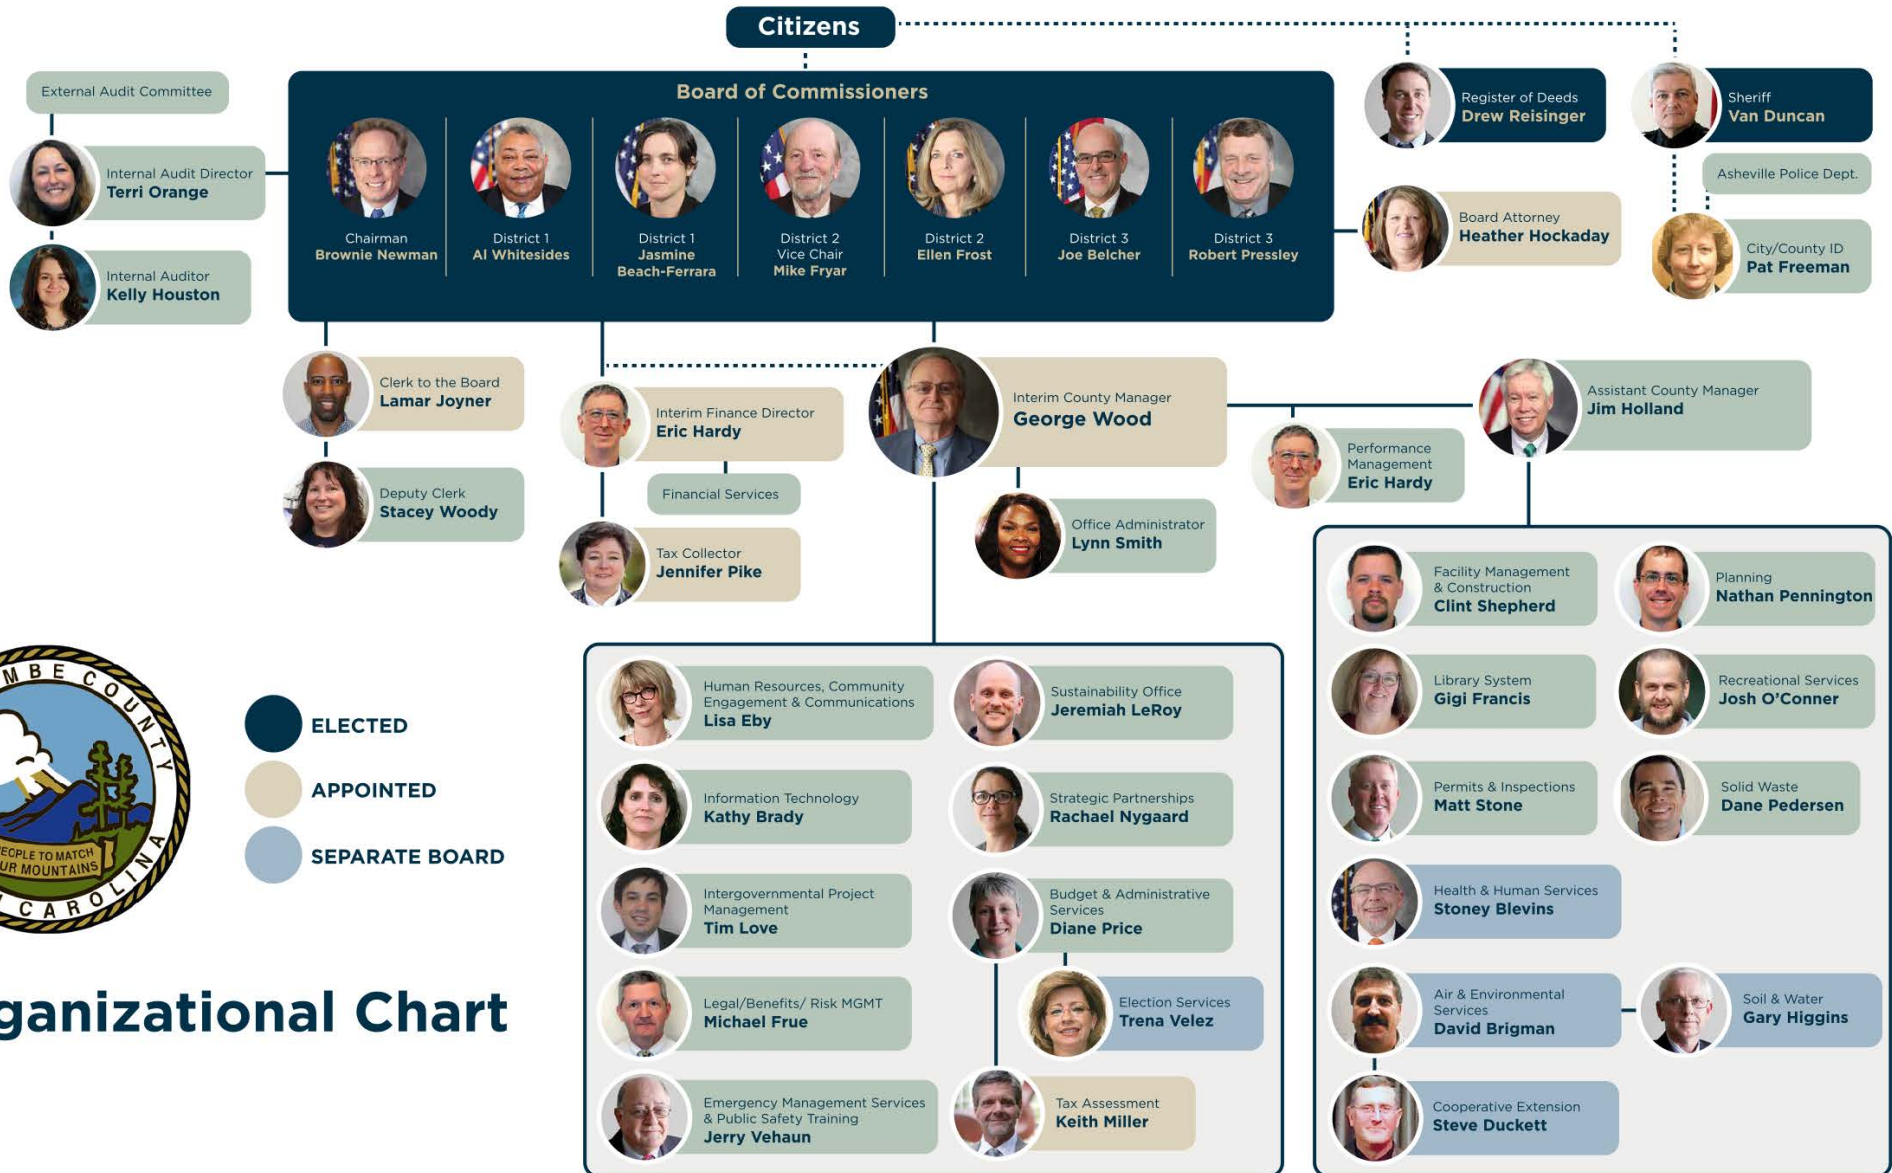 Citizens
Board of Commissioners
Chairman
Brownie Newman
District 1
Al Whitesides
District 1
Jasmine
Beach-Ferrara
District 2
Vice Chair
Mike Fryar
District 2
Ellen Frost
District 3
Joe Belcher
District 3
Robert Pressley
External Audit Committee
Internal Audit Director
Terri Orange
Internal Auditor
Kelly Houston
Register of Deeds
Drew Reisinger
Sheriff
Van Duncan
Asheville Police Dept.
Board Attorney
Heather Hockaday
City/County ID
Pat Freeman
Clerk to the Board
Lamar Joyner
Deputy Clerk
Stacey Woody
Interim Finance Director
Eric Hardy
Financial Services
Tax Collector
Jennifer Pike
Interim County Manager
George Wood
Office Administrator
Lynn Smith
Performance
Management
Eric Hardy
Assistant County Manager
Jim Holland
Human Resources, Community
Engagement & Communications
Lisa Eby
Sustainability Office
Jeremiah LeRoy
Information Technology
Kathy Brady
Strategic Partnerships
Rachael Nygaard
Intergovernmental Project
Management
Tim Love
Budget & Administrative
Services
Diane Price
Legal/Benefits/ Risk MGMT
Michael Frue
Election Services
Trena Velez
Emergency Management Services
& Public Safety Training
Jerry Vehaun
Tax Assessment
Keith Miller
Facility Management
& Construction
Clint Shepherd
Planning
Nathan Pennington
Library System
Gigi Francis
Recreational Services
Josh O'Conner
Permits & Inspections
Matt Stone
Solid Waste
Dane Pedersen
Health & Human Services
Stoney Blevins
Air & Environmental
Services
David Brigman
Soil & Water
Gary Higgins
Cooperative Extension
Steve Duckett
MBE COUNTY
EOPLE TO MATCH
UR MOUNTAINS
CAROLINA
ELECTED
APPOINTED
SEPARATE BOARD
ganizational Chart